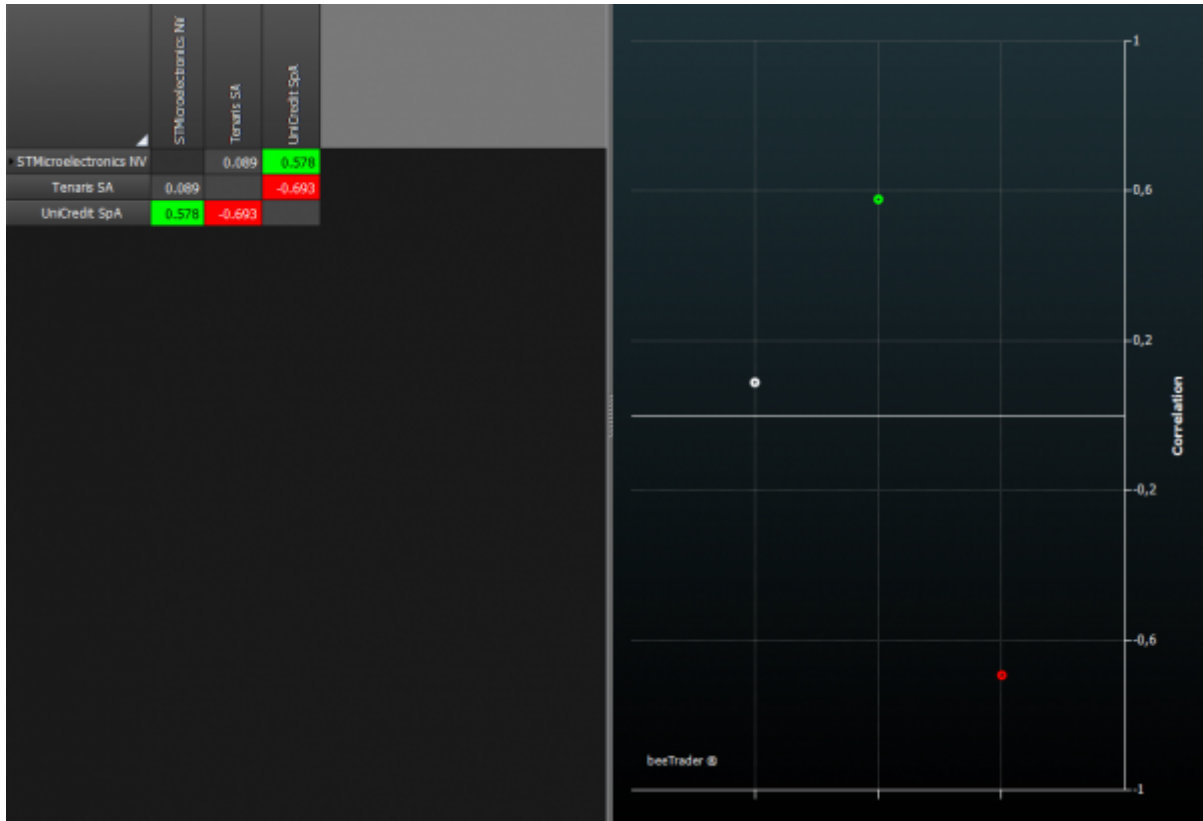 STMicroelectronics NV
Tenaris SA
UniCredit SpA
STMicroelectronics NV 0.089 0.578
Tenaris SA 0.089 -0.693
UniCredit SpA 0.578 -0.693
1
0,6
0,2
Correlation
-0,2
-0,6
beeTrader ®
-1